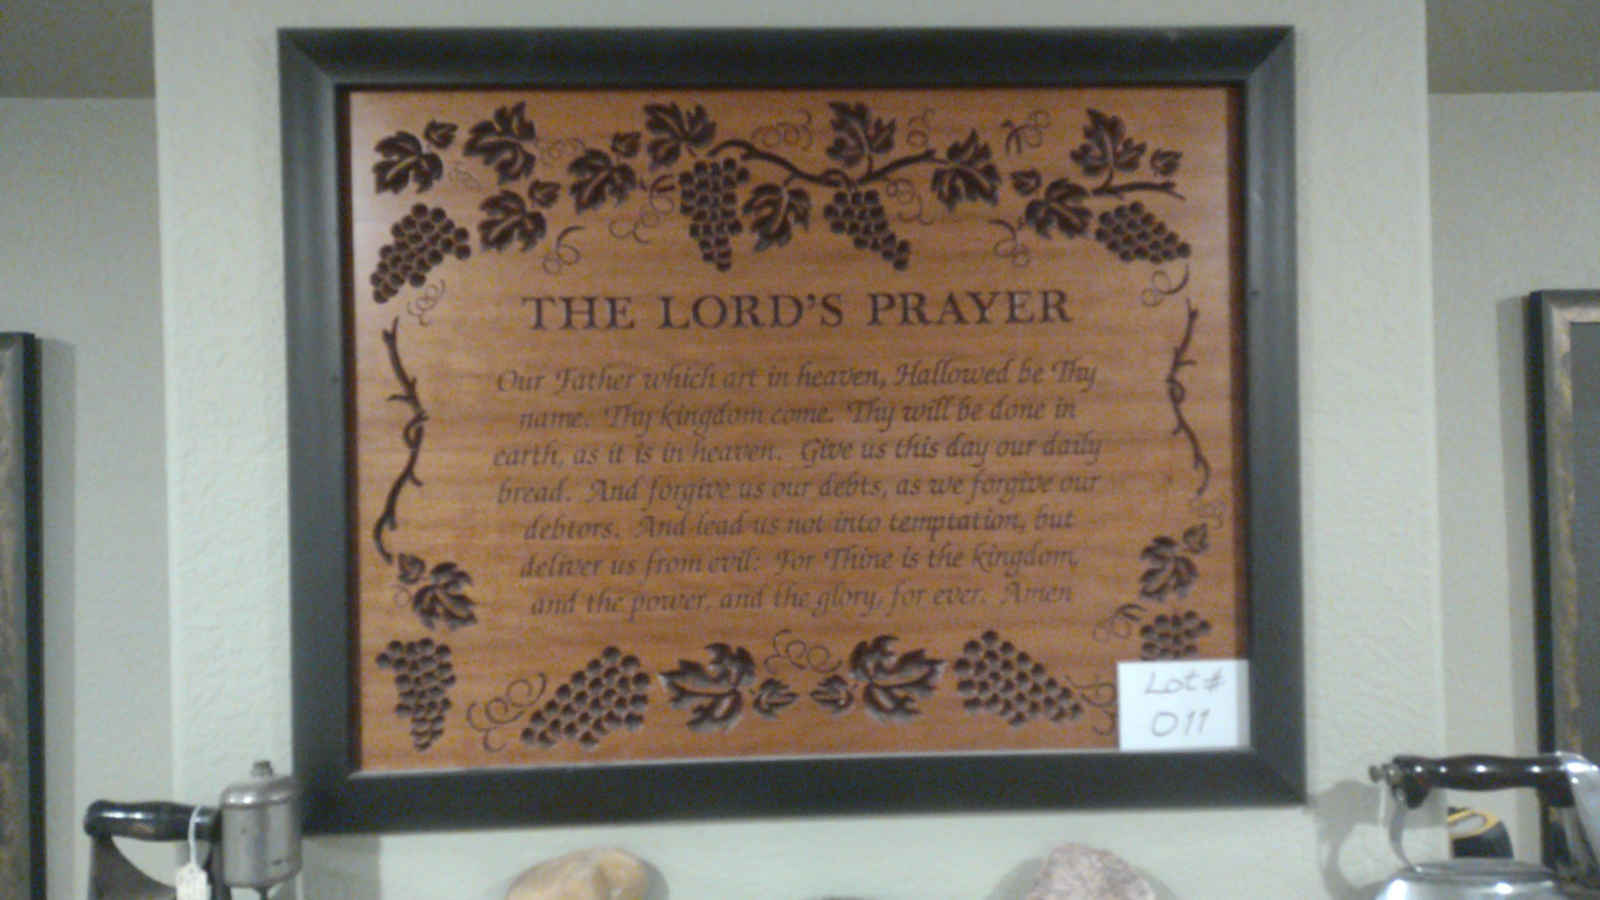 THE LORD'S PRAYER
Our Father which art in heaven, Hallowed be Thy
name. Thy kingdom come. Thy will be done in
earth, as it is in heaven. Give us this day our daily
bread. And forgive us our debts, as we forgive our
debtors. And lead us not into temptation, but
deliver us from evil: For Thine is the kingdom,
and the power, and the glory, for ever. Amen
Lot #
011